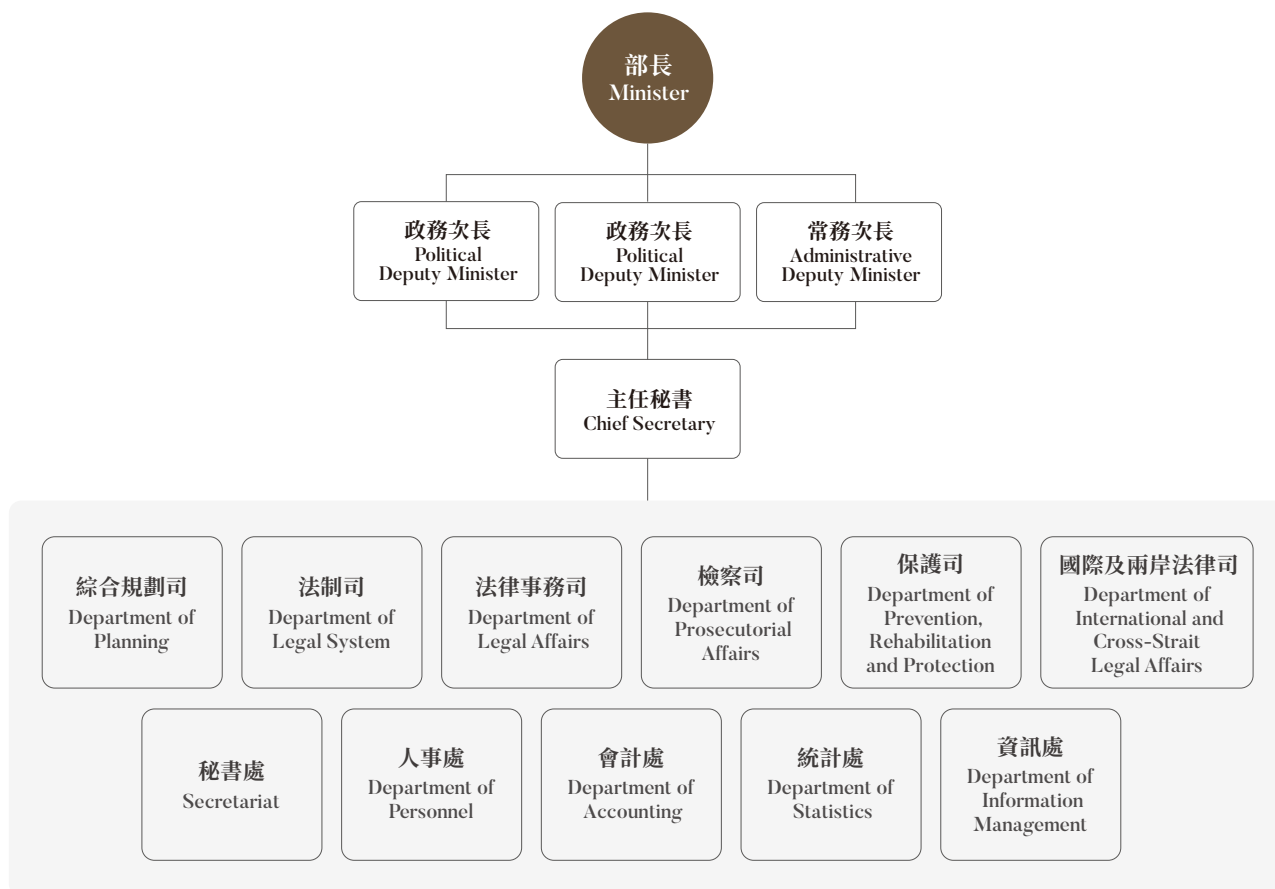 部長
Minister
政務次長
Political
Deputy Minister
政務次長
Political
Deputy Minister
常務次長
Administrative
Deputy Minister
主任秘書
Chief Secretary
綜合規劃司
Department of
Planning
法制司
Department of
Legal System
法律事務司
Department of
Legal Affairs
檢察司
Department of
Prosecutorial
Affairs
保護司
Department of
Prevention,
Rehabilitation
and Protection
國際及兩岸法律司
Department of
International and
Cross-Strait
Legal Affairs
秘書處
Secretariat
人事處
Department of
Personnel
會計處
Department of
Accounting
統計處
Department of
Statistics
資訊處
Department of
Information
Management